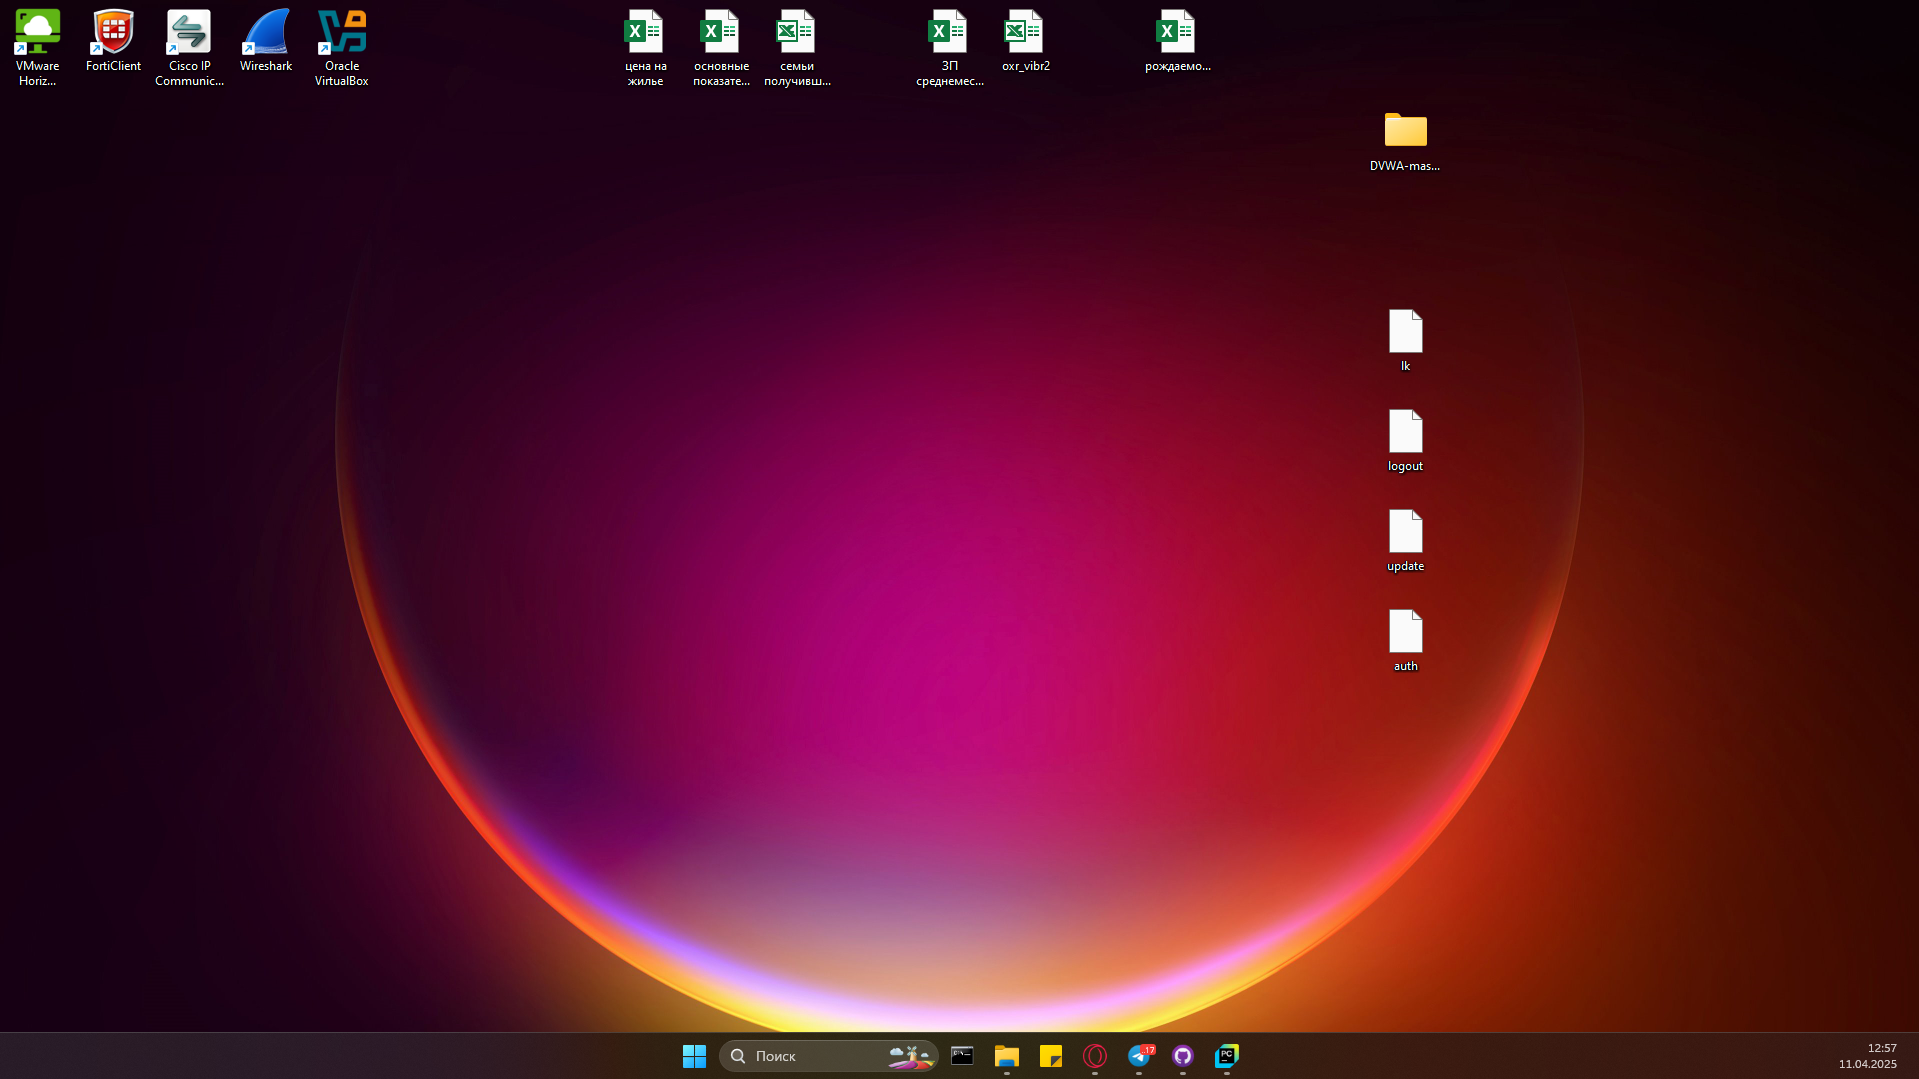 VMware
Horiz...
FortiClient
Cisco IP
Communic...
Wireshark
Oracle
VirtualBox
цена на
жилье
основные
показате...
семьи
получивш...
ЗП
среднемес...
oxr_vibr2
рождаемо...
DVWA-mas...
lk
logout
update
auth
Поиск
PC
12:57
11.04.2025